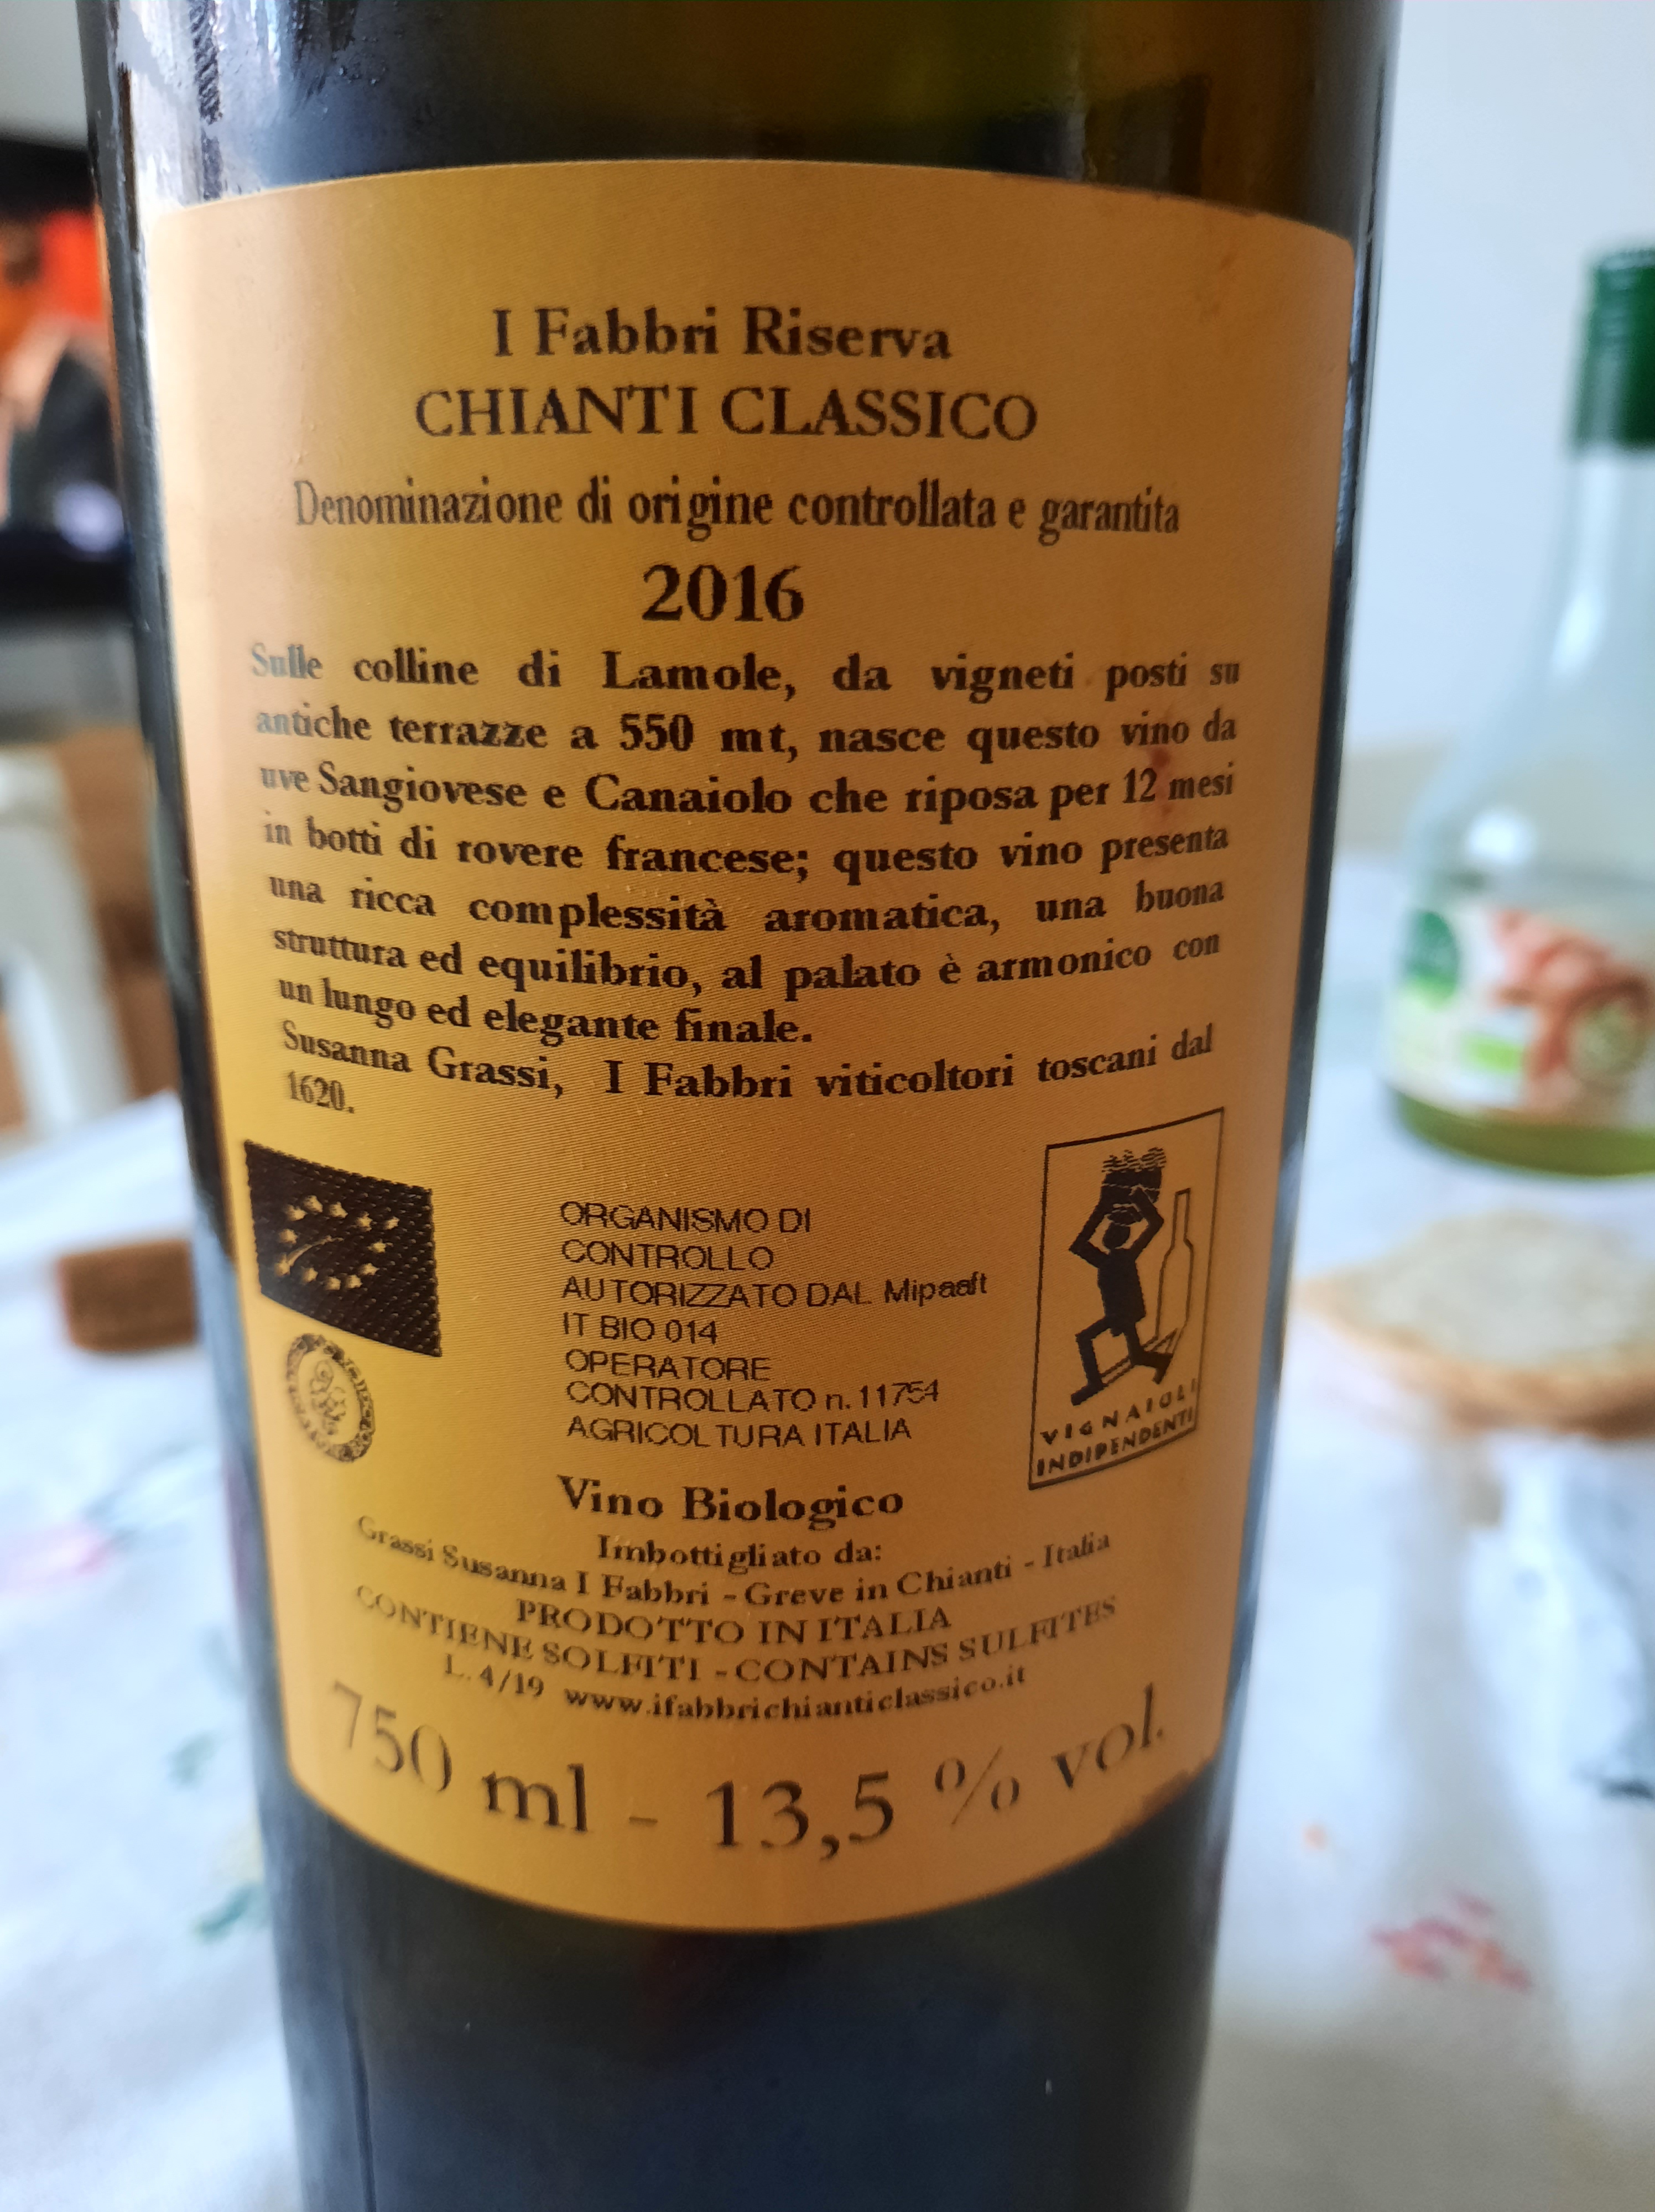 I Fabbri Riserva
CHIANTI CLASSICO
Denominazione di origine controllata e garantita
2016
Sulle colline di Lamole, da vigneti posti su
antiche terrazze a 550 mt, nasce questo vino da
uve Sangiovese e Canaiolo che riposa per 12 mesi
in botti di rovere francese; questo vino presenta
una ricca complessità aromatica, una buona
struttura ed equilibrio, al palato è armonico con
un lungo ed elegante finale.
Susanna Grassi, I Fabbri viticoltori toscani dal
1620.
ORGANISMO DI
CONTROLLO
AUTORIZZATO DAL Mipaaft
IT BIO 014
OPERATORE
CONTROLLATO n.11754
AGRICOLTURA ITALIA
VIGNAIOLI
INDIPENDENTI
Vino Biologico
Imbottigliato da:
Grassi Susanna I Fabbri - Greve in Chianti - Italia
PRODOTTO IN ITALIA
CONTIENE SOLFITI - CONTAINS SULFITES
L. 4/19 www.ifabbrichianticlassico.it
750 ml - 13,5 % vol.